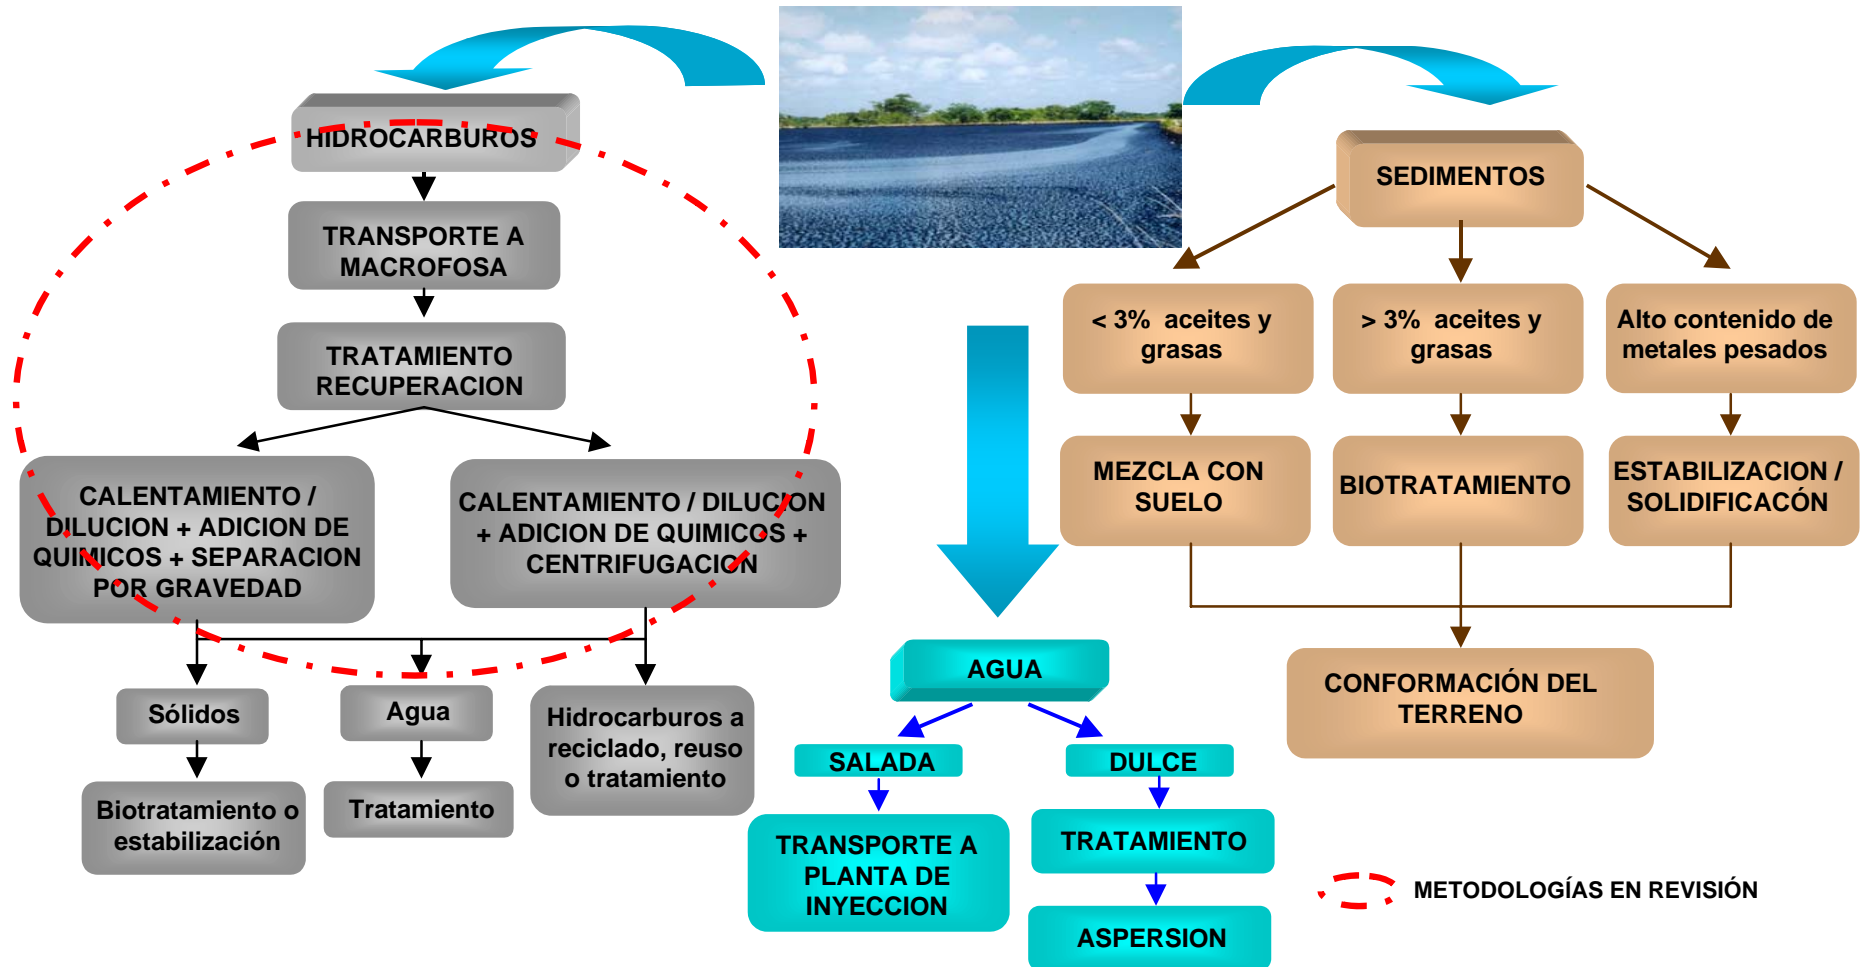 HIDROCARBUROS
TRANSPORTE A
MACROFOSA
TRATAMIENTO
RECUPERACION
CALENTAMIENTO /
DILUCION + ADICION DE
QUIMICOS + SEPARACION
POR GRAVEDAD
CALENTAMIENTO / DILUCION
+ ADICION DE QUIMICOS +
CENTRIFUGACION
Sólidos
Agua
Hidrocarburos a
reciclado, reuso
o tratamiento
Biotratamiento o
estabilización
Tratamiento
AGUA
SALADA
DULCE
TRANSPORTE A
PLANTA DE
INYECCION
TRATAMIENTO
ASPERSION
SEDIMENTOS
< 3% aceites y
grasas
> 3% aceites y
grasas
Alto contenido de
metales pesados
MEZCLA CON
SUELO
BIOTRATAMIENTO
ESTABILIZACION /
SOLIDIFICACÓN
CONFORMACIÓN DEL
TERRENO
METODOLOGÍAS EN REVISIÓN